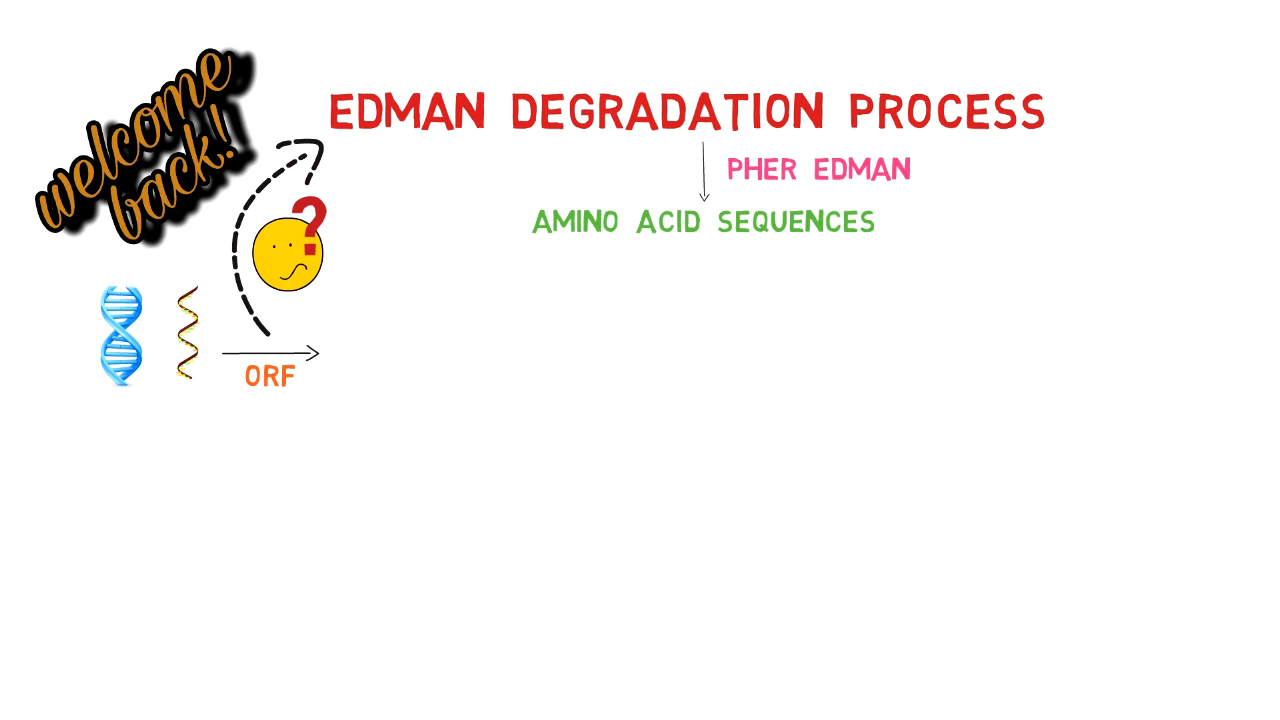 welcome
back!
EDMAN DEGRADATION PROCESS
PHER EDMAN
AMINO ACID SEQUENCES
?
ORF